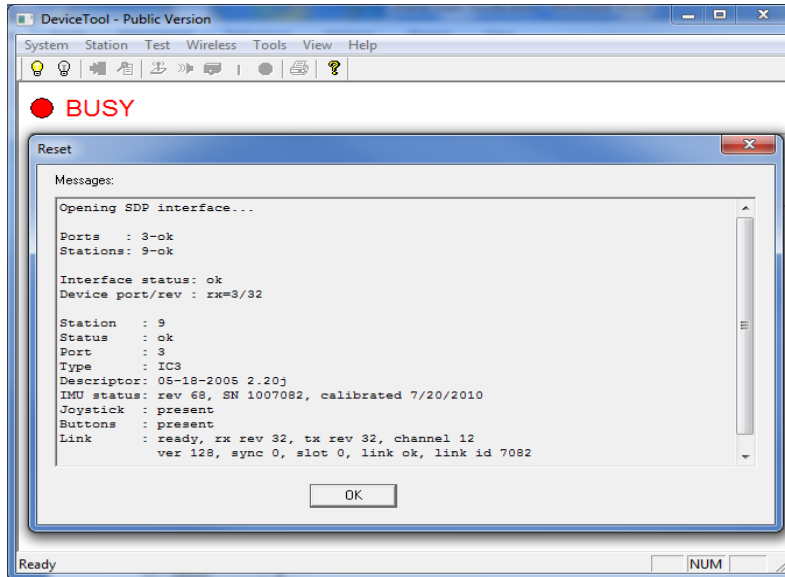 DeviceTool - Public Version
System Station Test Wireless Tools View Help
BUSY
Reset
Messages:
Opening SDP interface...
Ports : 3-ok
Stations: 9-ok
Interface status: ok
Device port/rev : rx=3/32
Station : 9
Status : ok
Port : 3
Type : IC3
Descriptor: 05-18-2005 2.20j
IMU status: rev 68, SN 1007082, calibrated 7/20/2010
Joystick : present
Buttons : present
Link : ready, rx rev 32, tx rev 32, channel 12
ver 128, sync 0, slot 0, link ok, link id 7082
OK
Ready NUM